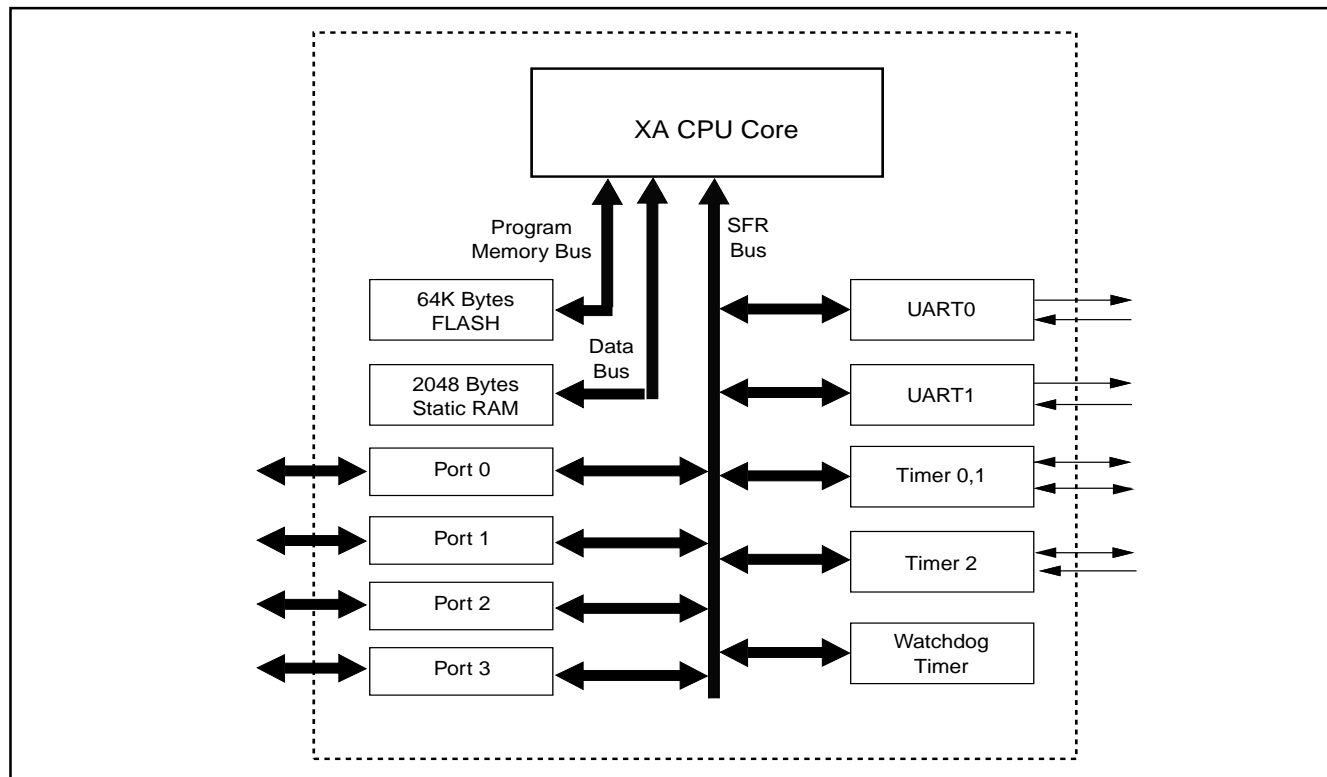 XA CPU Core
Program
Memory Bus
SFR
Bus
64K Bytes
FLASH
Data
Bus
2048 Bytes
Static RAM
Port 0
Port 1
Port 2
Port 3
UART0
UART1
Timer 0,1
Timer 2
Watchdog
Timer